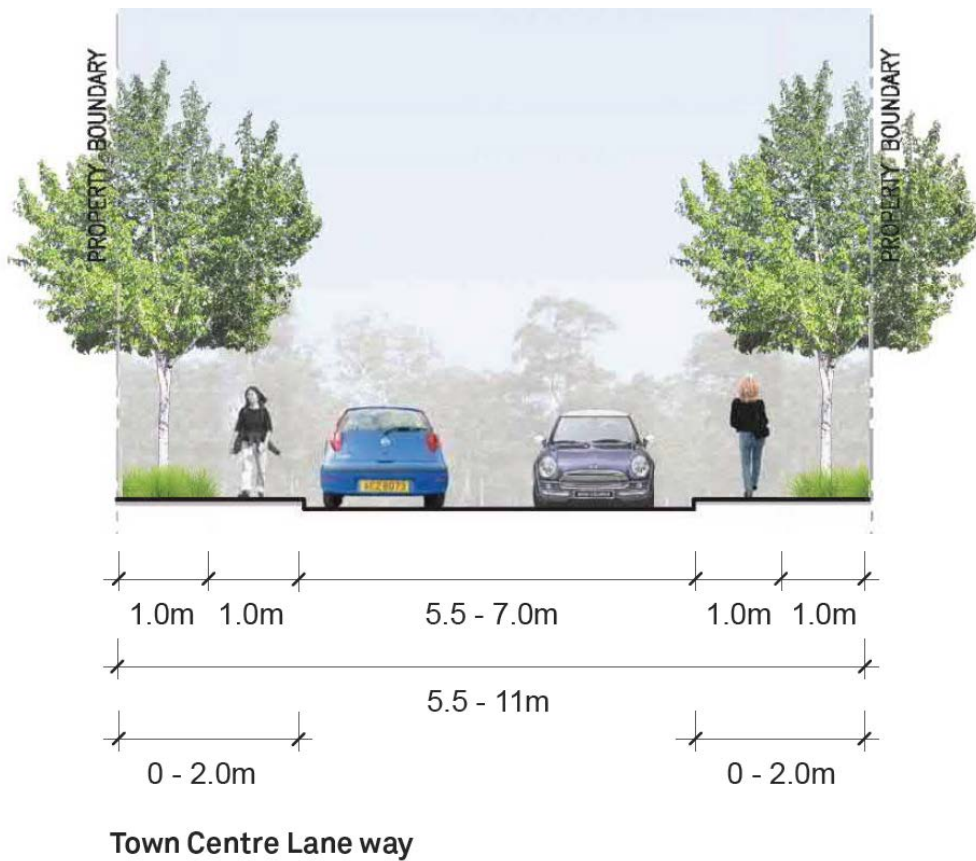 PROPERTY BOUNDARY
PROPERTY BOUNDARY
1.0m 1.0m 5.5 - 7.0m 1.0m 1.0m
5.5 - 11m
0 - 2.0m 0 - 2.0m
Town Centre Lane way